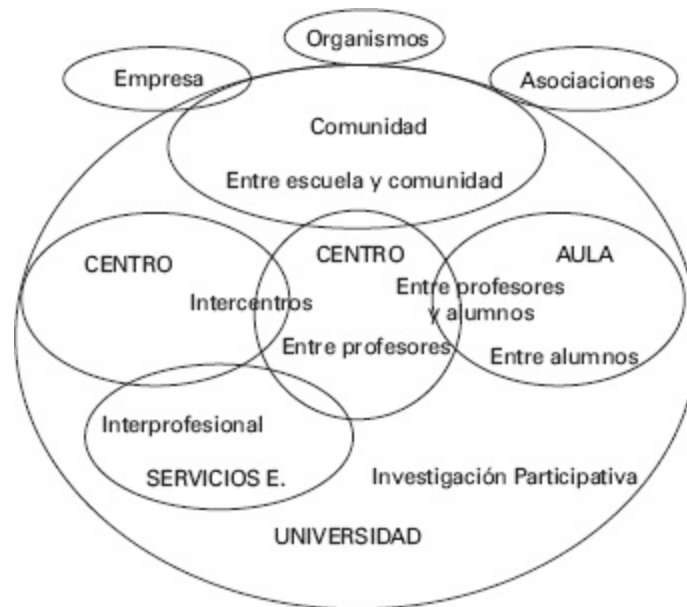 Organismos
Empresa
Asociaciones
Comunidad
Entre escuela y comunidad
CENTRO
CENTRO
AULA
Intercentros
Entre profesores
y alumnos
Entre profesores
Entre alumnos
Interprofesional
SERVICIOS E.
Investigación Participativa
UNIVERSIDAD